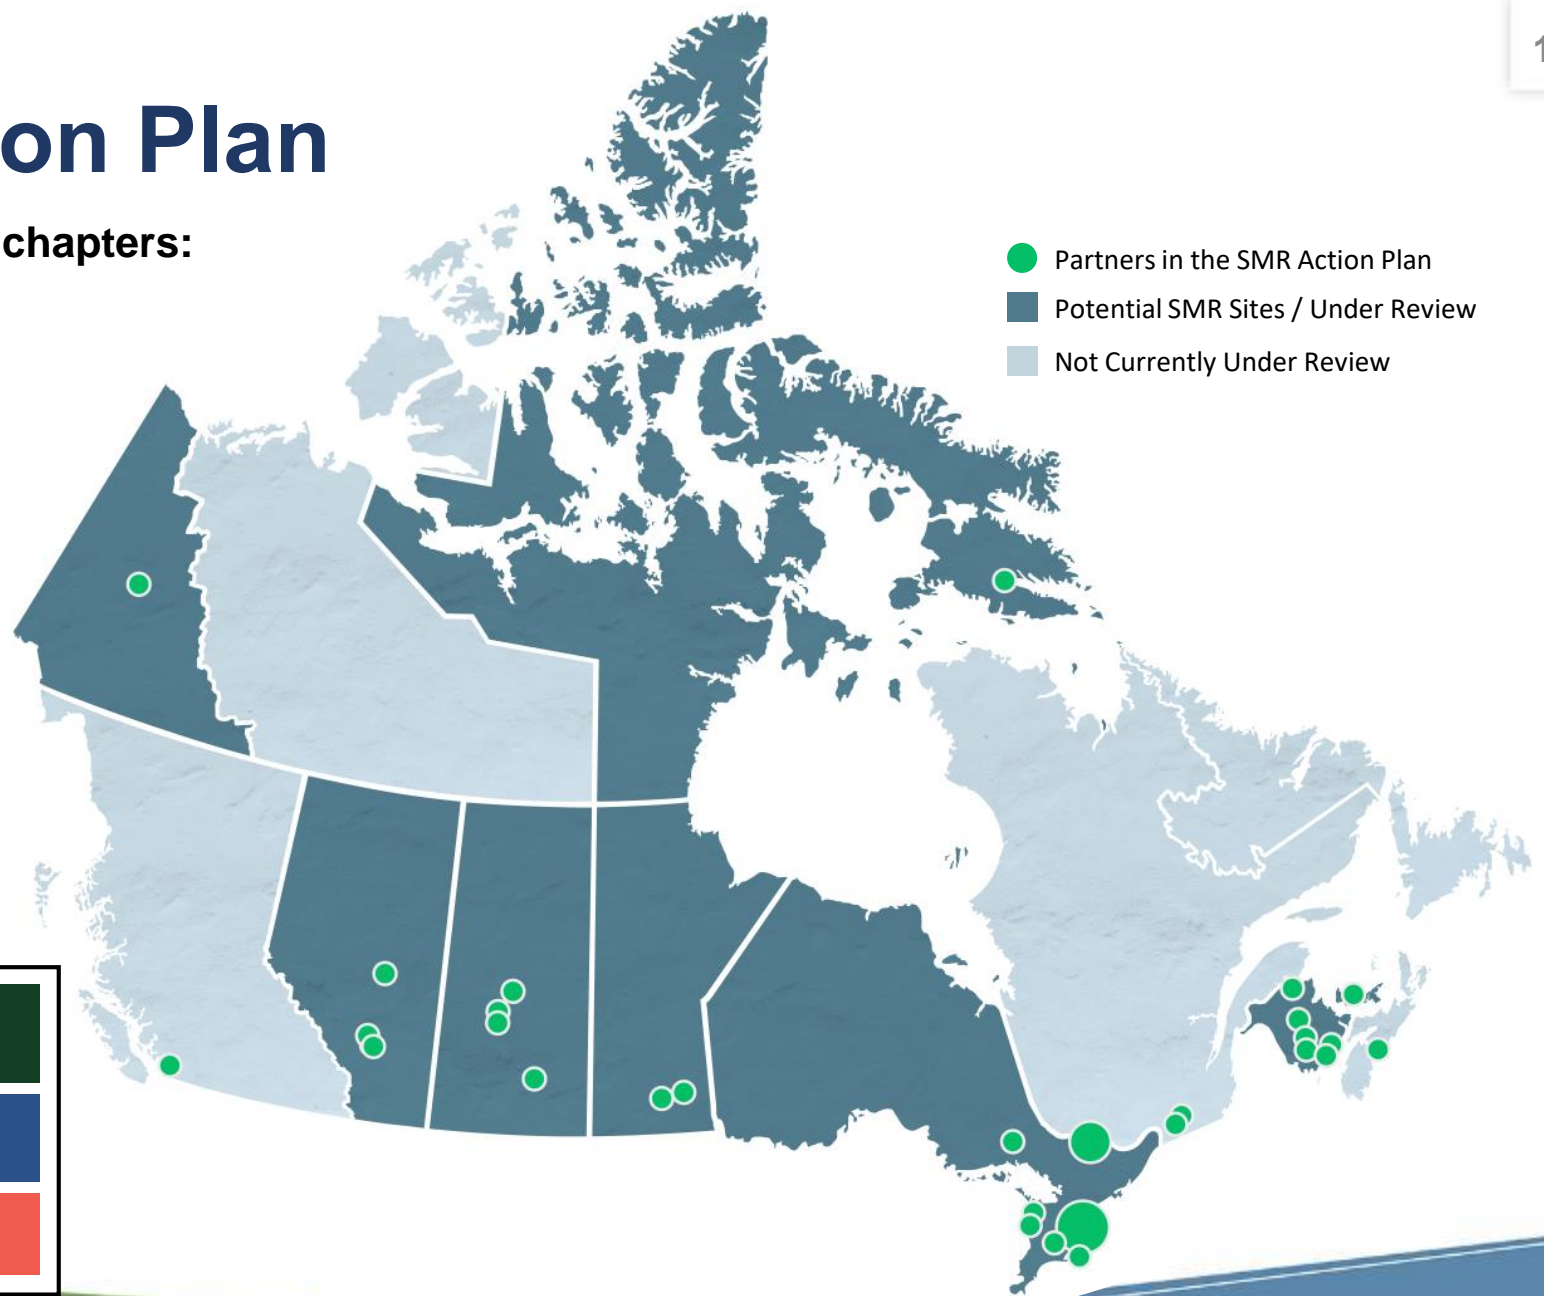 on Plan
chapters:
Partners in the SMR Action Plan
Potential SMR Sites / Under Review
Not Currently Under Review